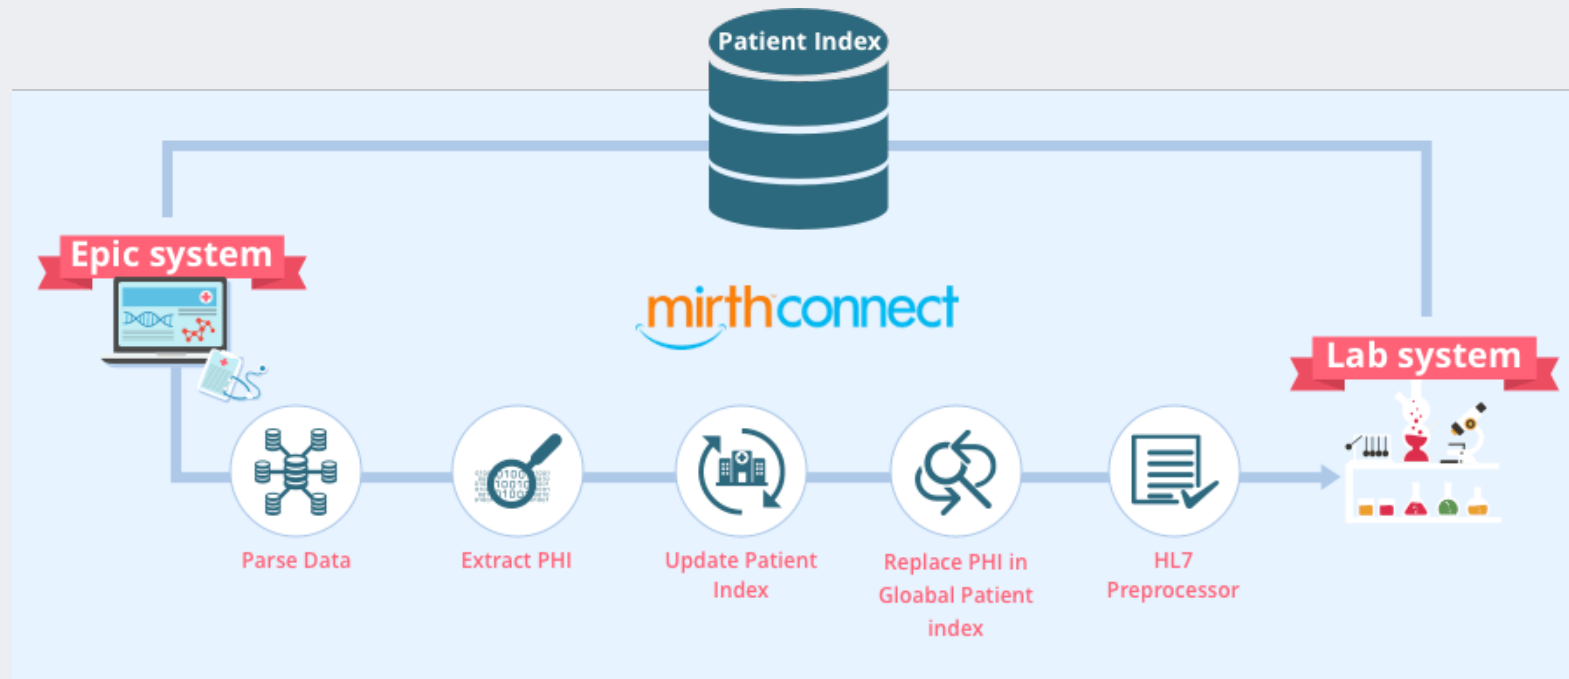 Patient Index
Epic system
mirthconnect
Lab system
Parse Data
Extract PHI
Update Patient
Index
Replace PHI in
Gloabal Patient
index
HL7
Preprocessor